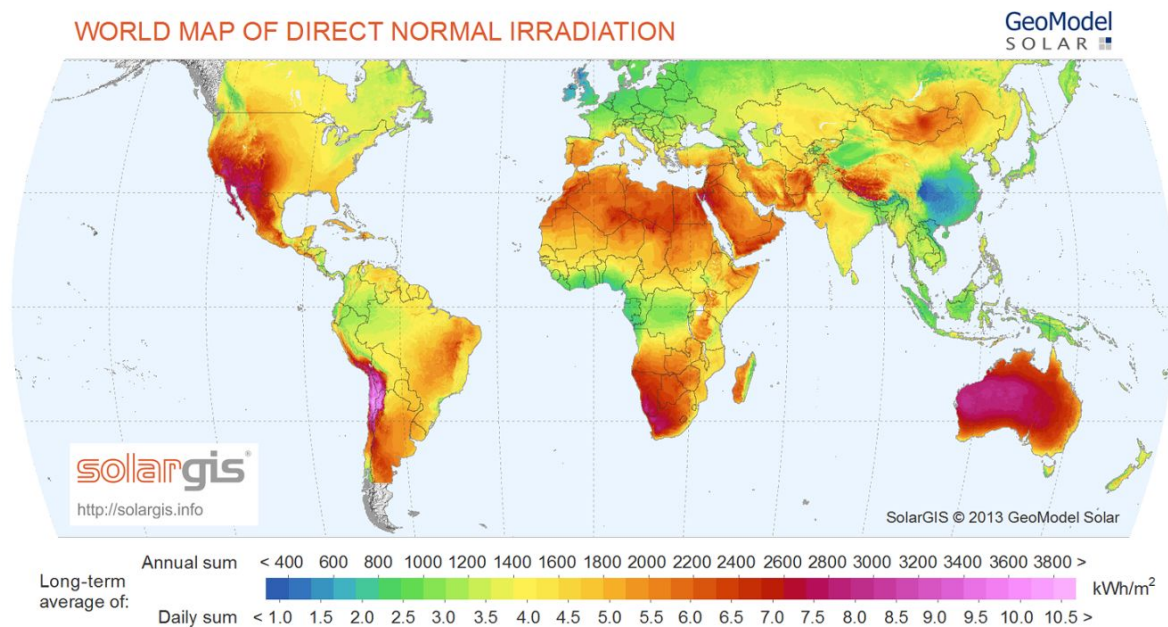 WORLD MAP OF DIRECT NORMAL IRRADIATION
GeoModel
SOLAR
solargis®
http://solargis.info
SolarGIS © 2013 GeoModel Solar
Annual sum < 400 600 800 1000 1200 1400 1600 1800 2000 2200 2400 2600 2800 3000 3200 3400 3600 3800 >
Long-term
average of:
kWh/m²
Daily sum < 1.0 1.5 2.0 2.5 3.0 3.5 4.0 4.5 5.0 5.5 6.0 6.5 7.0 7.5 8.0 8.5 9.0 9.5 10.0 10.5 >